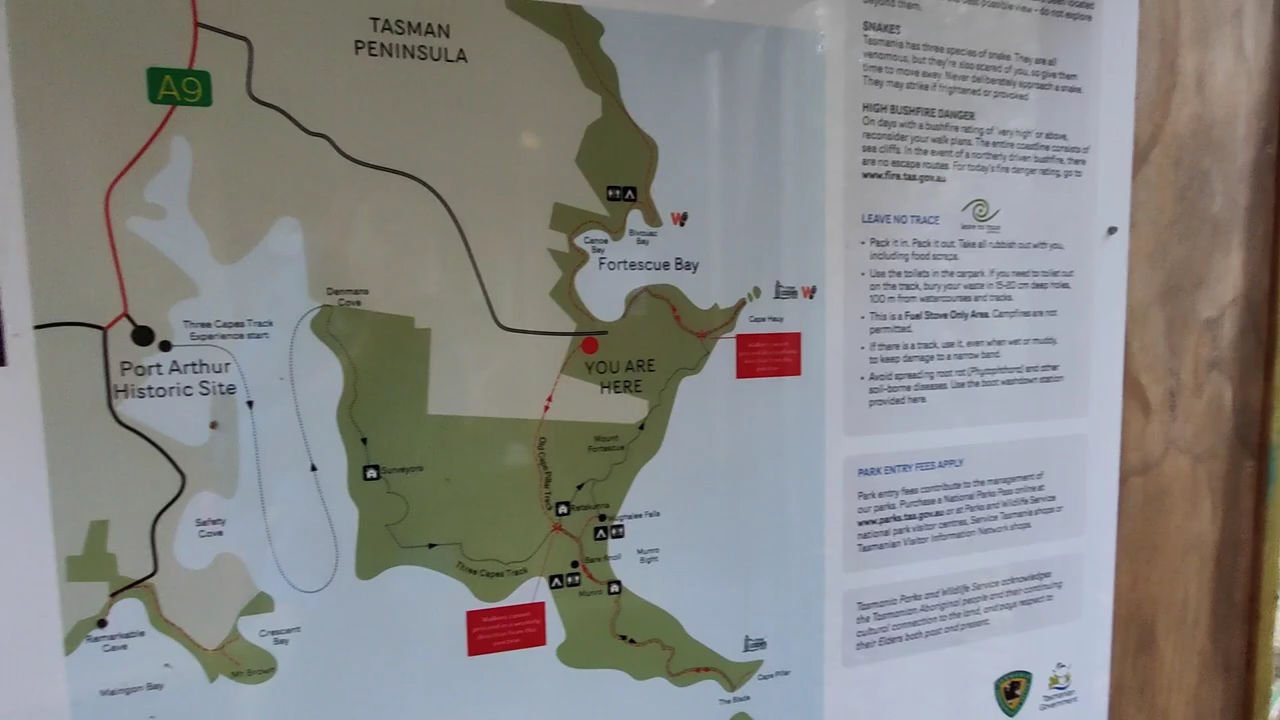 TASMAN
PENINSULA
A9
Canoe
Bay
Bivouac
Bay
Fortescue Bay
Cape Hauy
Denmans
Cove
Three Capes Track
Experience start
Port Arthur
Historic Site
YOU ARE
HERE
Old Cape Pillar Track
Mount
Fortescue
Surveyors
Retakunna
Safety
Cove
Three Capes Track
Bare Knoll
Munro
Bight
Munro
Remarkable
Cave
Crescent
Bay
Mt Brown
Maingon Bay
Cape Pillar
The Blade
beyond them.
SNAKES
Tasmania has three species of snake. They are all
venomous, but they're also scared of you, so give them
time to move away. Never deliberately approach a snake.
They may strike if frightened or provoked.
HIGH BUSHFIRE DANGER
On days with a bushfire rating of 'very high' or above,
reconsider your walk plans. The entire coastline consists of
sea cliffs. In the event of a northerly driven bushfire, there
are no escape routes. For today's fire danger rating, go to
www.fire.tas.gov.au
LEAVE NO TRACE
leave no trace
• Pack it in. Pack it out. Take all rubbish out with you,
including food scraps.
• Use the toilets in the carpark. If you need to toilet out
on the track, bury your waste in 15-20 cm deep holes,
100 m from watercourses and tracks.
• This is a Fuel Stove Only Area. Campfires are not
permitted.
• If there is a track, use it, even when wet or muddy,
to keep damage to a narrow band.
• Avoid spreading root rot (Phytophthora) and other
soil-borne diseases. Use the boot washdown station
provided here.
PARK ENTRY FEES APPLY
Park entry fees contribute to the management of
our parks. Purchase a National Parks Pass online at
www.parks.tas.gov.au or at Parks and Wildlife Service
national park visitor centres, Service Tasmania shops or
Tasmanian Visitor Information Network shops.
Tasmania Parks and Wildlife Service acknowledges
the Tasmanian Aboriginal people and their continuing
cultural connection to the land, and pays respect to
their Elders both past and present.
Tasmanian
Government